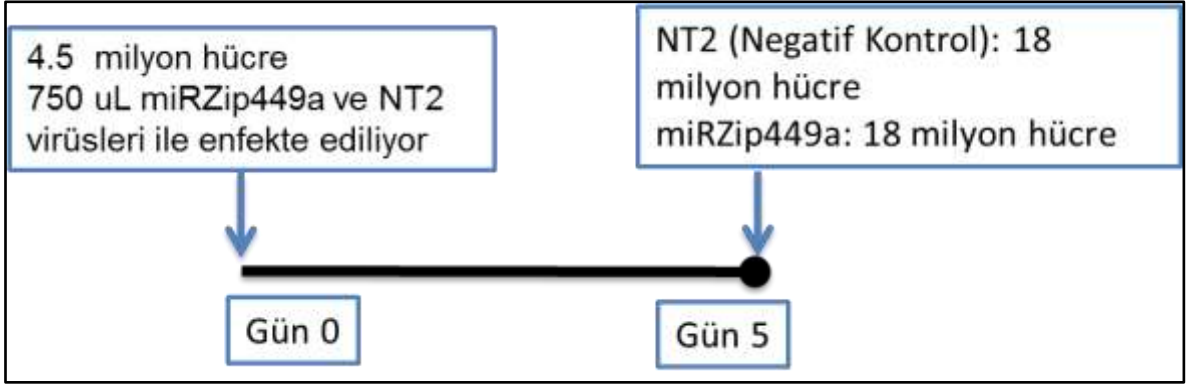 4.5 milyon hücre
750 uL miRZip449a ve NT2
virüsleri ile enfekte ediliyor
NT2 (Negatif Kontrol): 18
milyon hücre
miRZip449a: 18 milyon hücre
Gün 0
Gün 5